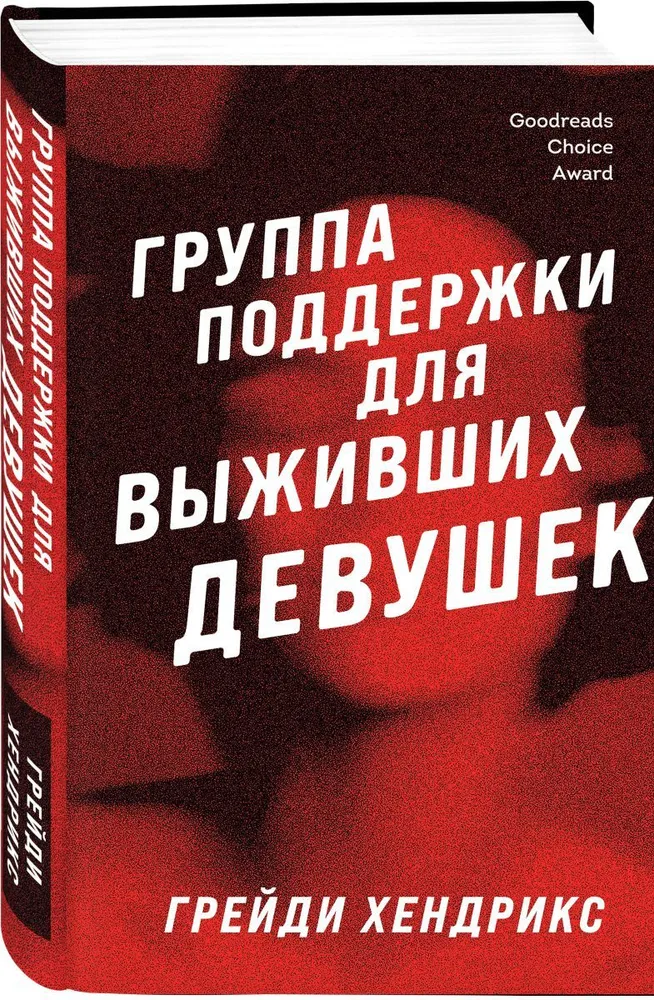 Goodreads
Choice
Award
ГРУППА
ПОДДЕРЖКИ
ДЛЯ
ВЫЖИВШИХ
ДЕВУШЕК
ГРЕЙДИ ХЕНДРИКС
ГРУППА ПОДДЕРЖКИ ДЛЯ
ВЫЖИВШИХ ДЕВУШЕК
ГРЕЙДИ
ХЕНДРИКС